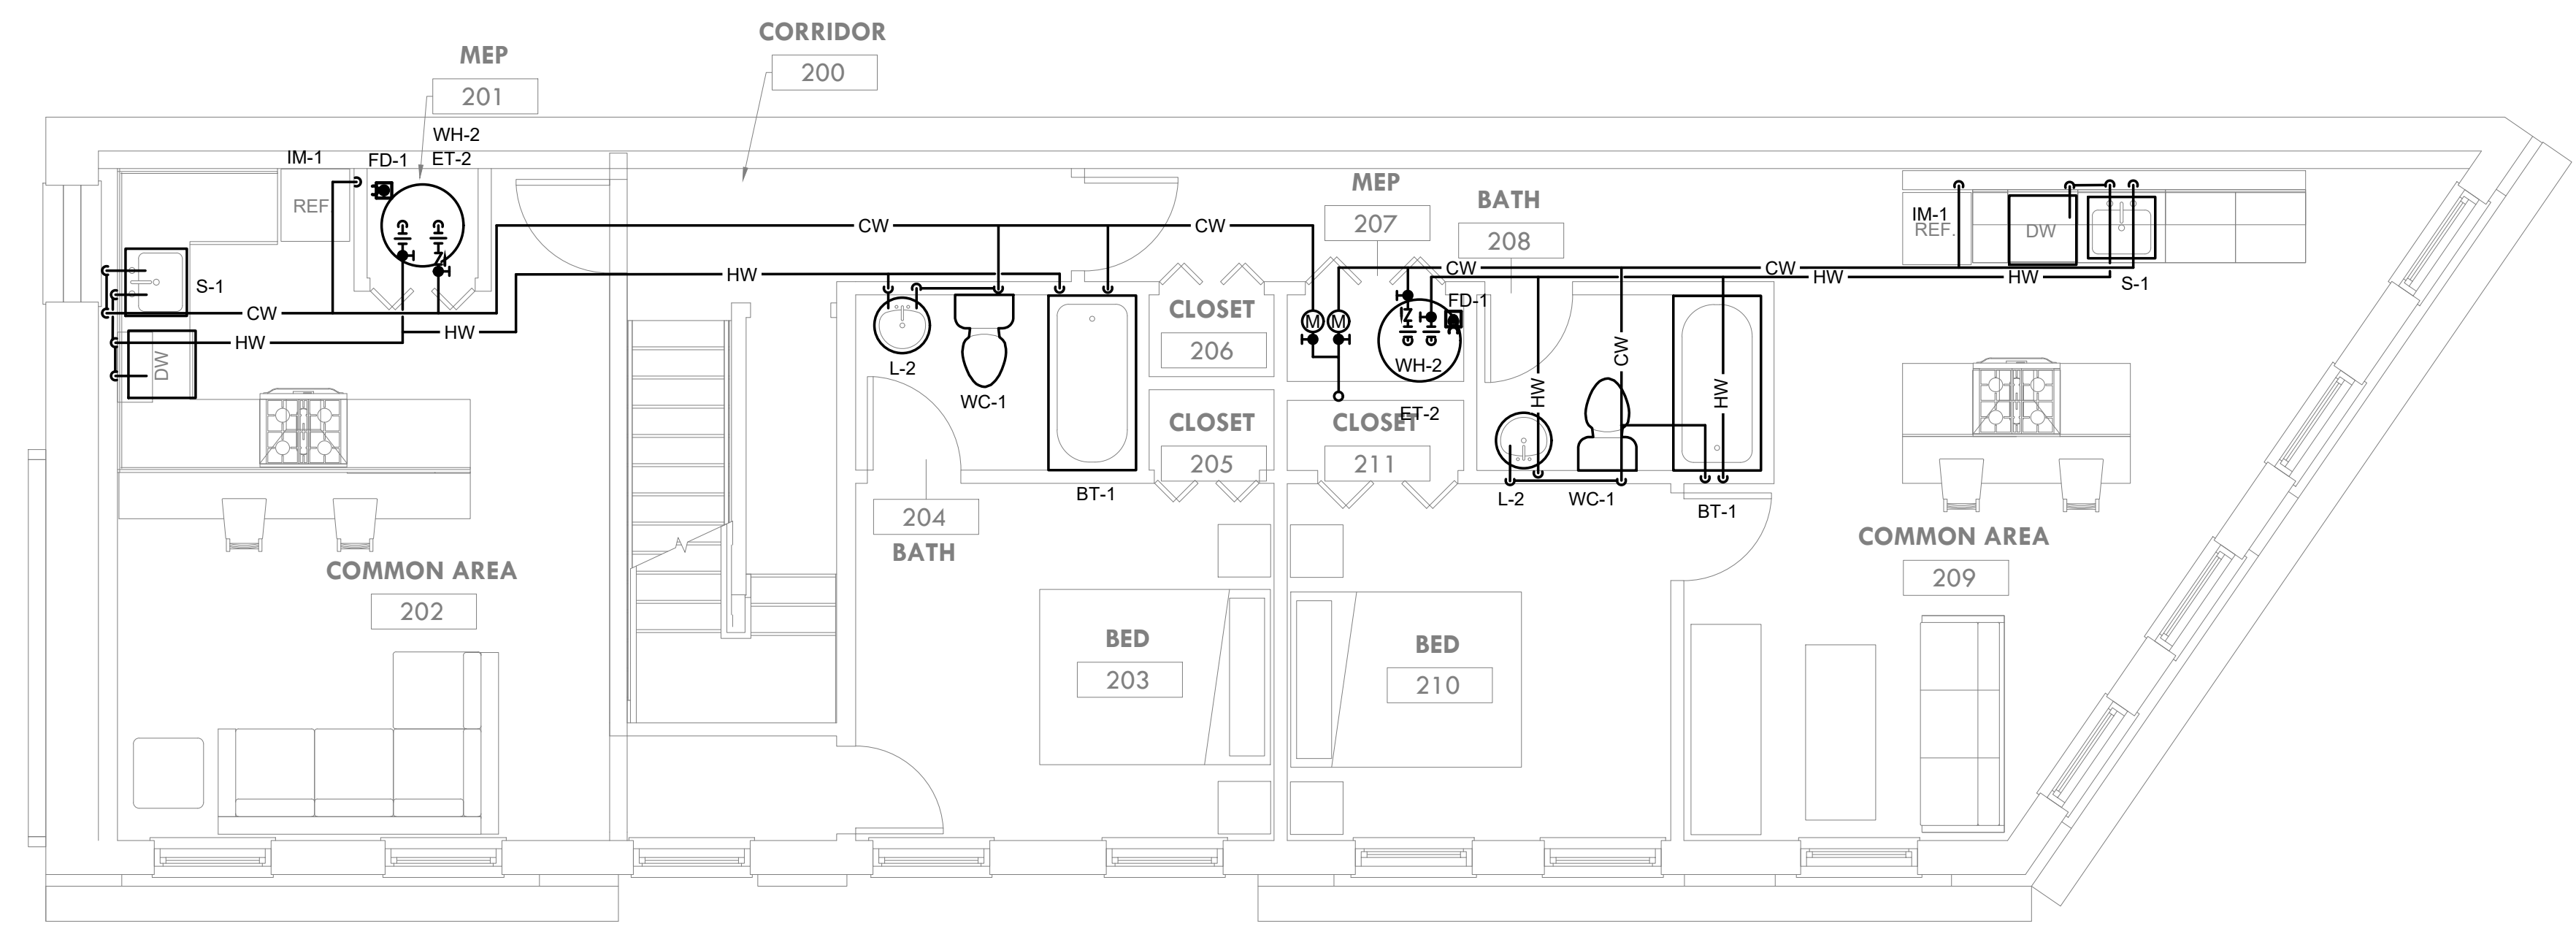 CORRIDOR
200
MEP
201
WH-2
IM-1
FD-1
ET-2
REF
MEP
207
BATH
208
IM-1
REF.
DW
CW
CW
HW
CW
CW
HW
HW
S-1
S-1
CW
HW
HW
DW
L-2
WC-1
BT-1
CLOSET
206
M
M
FD-1
WH-2
ET-2
CW
HW
HW
CLOSET
205
CLOSET
211
L-2
WC-1
BT-1
204
BATH
COMMON AREA
202
COMMON AREA
209
BED
203
BED
210